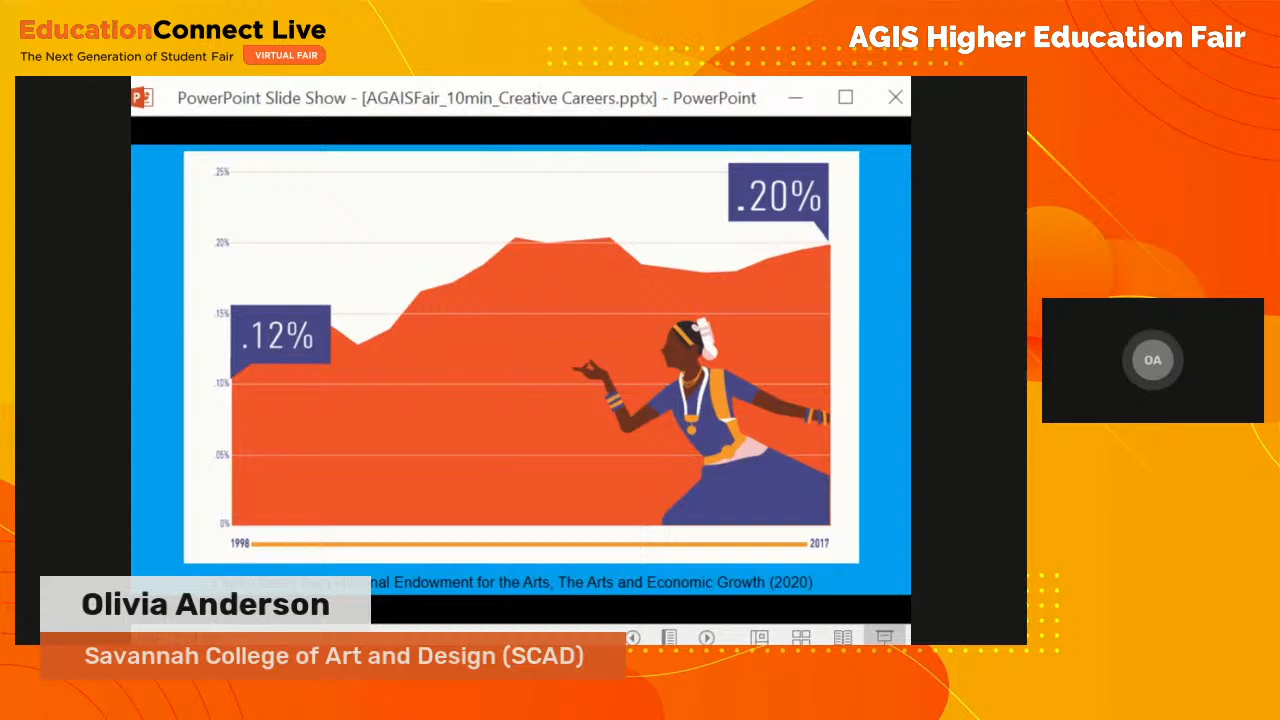 EducationConnect Live
The Next Generation of Student Fair
VIRTUAL FAIR
AGIS Higher Education Fair
PowerPoint Slide Show - [AGAISFair_10min_Creative Careers.pptx] - PowerPoint
.25%
.20%
.20%
.15%
.12%
.10%
.05%
0%
1998
2017
Endowment for the Arts, The Arts and Economic Growth (2020)
OA
Olivia Anderson
Savannah College of Art and Design (SCAD)